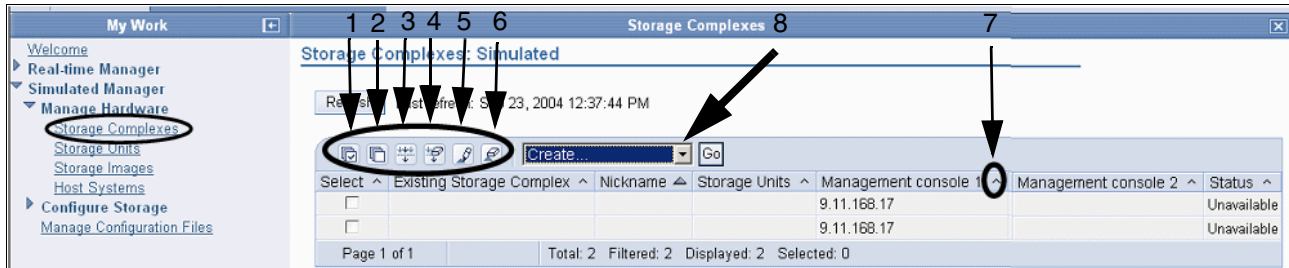 1 2 3 4 5 6 8 7
My Work
Storage Complexes
Welcome
Real-time Manager
Simulated Manager
Manage Hardware
Storage Complexes
Storage Units
Storage Images
Host Systems
Configure Storage
Manage Configuration Files
Storage Complexes: Simulated
Refresh Last refresh: Sep 23, 2004 12:37:44 PM
Create... Go
Select Existing Storage Complex Nickname Storage Units Management console 1 Management console 2 Status
9.11.168.17 Unavailable
9.11.168.17 Unavailable
Page 1 of 1 Total: 2 Filtered: 2 Displayed: 2 Selected: 0